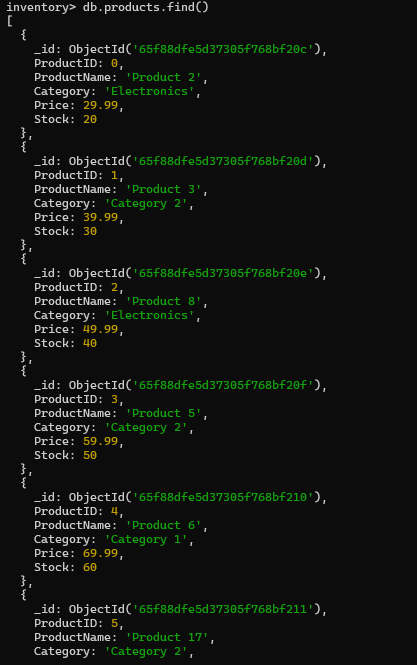 inventory> db.products.find()
[
  {
    _id: ObjectId('65f88dfe5d37305f768bf20c'),
    ProductID: 0,
    ProductName: 'Product 2',
    Category: 'Electronics',
    Price: 29.99,
    Stock: 20
  },
  {
    _id: ObjectId('65f88dfe5d37305f768bf20d'),
    ProductID: 1,
    ProductName: 'Product 3',
    Category: 'Category 2',
    Price: 39.99,
    Stock: 30
  },
  {
    _id: ObjectId('65f88dfe5d37305f768bf20e'),
    ProductID: 2,
    ProductName: 'Product 8',
    Category: 'Electronics',
    Price: 49.99,
    Stock: 40
  },
  {
    _id: ObjectId('65f88dfe5d37305f768bf20f'),
    ProductID: 3,
    ProductName: 'Product 5',
    Category: 'Category 2',
    Price: 59.99,
    Stock: 50
  },
  {
    _id: ObjectId('65f88dfe5d37305f768bf210'),
    ProductID: 4,
    ProductName: 'Product 6',
    Category: 'Category 1',
    Price: 69.99,
    Stock: 60
  },
  {
    _id: ObjectId('65f88dfe5d37305f768bf211'),
    ProductID: 5,
    ProductName: 'Product 17',
    Category: 'Category 2',